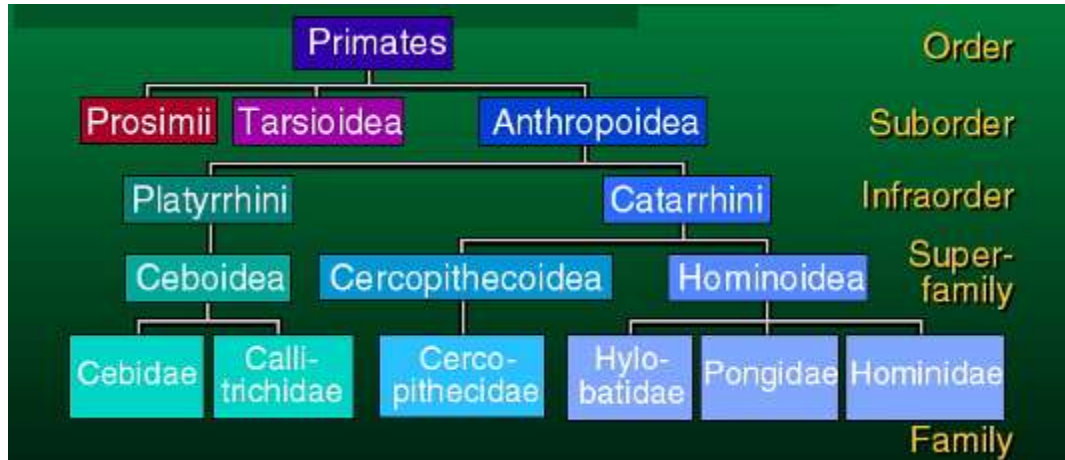 Primates Order
Prosimii Tarsioidea Anthropoidea Suborder
Platyrrhini Catarrhini Infraorder
Ceboidea Cercopithecoidea Hominoidea Super-
family
Cebidae Calli- Cerco- Hylo- Pongidae Hominidae
trichidae pithecidae batidae
Family